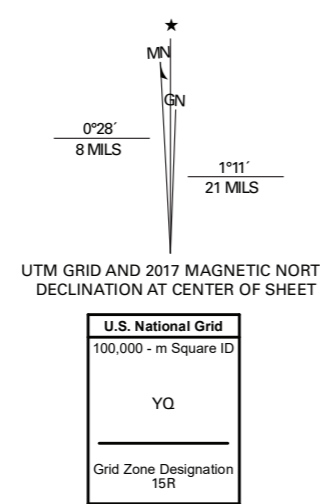 MN
GN
0°28´
8 MILS
1°11´
21 MILS
UTM GRID AND 2017 MAGNETIC NORT
DECLINATION AT CENTER OF SHEET
U.S. National Grid
100,000 - m Square ID
YQ
Grid Zone Designation
15R